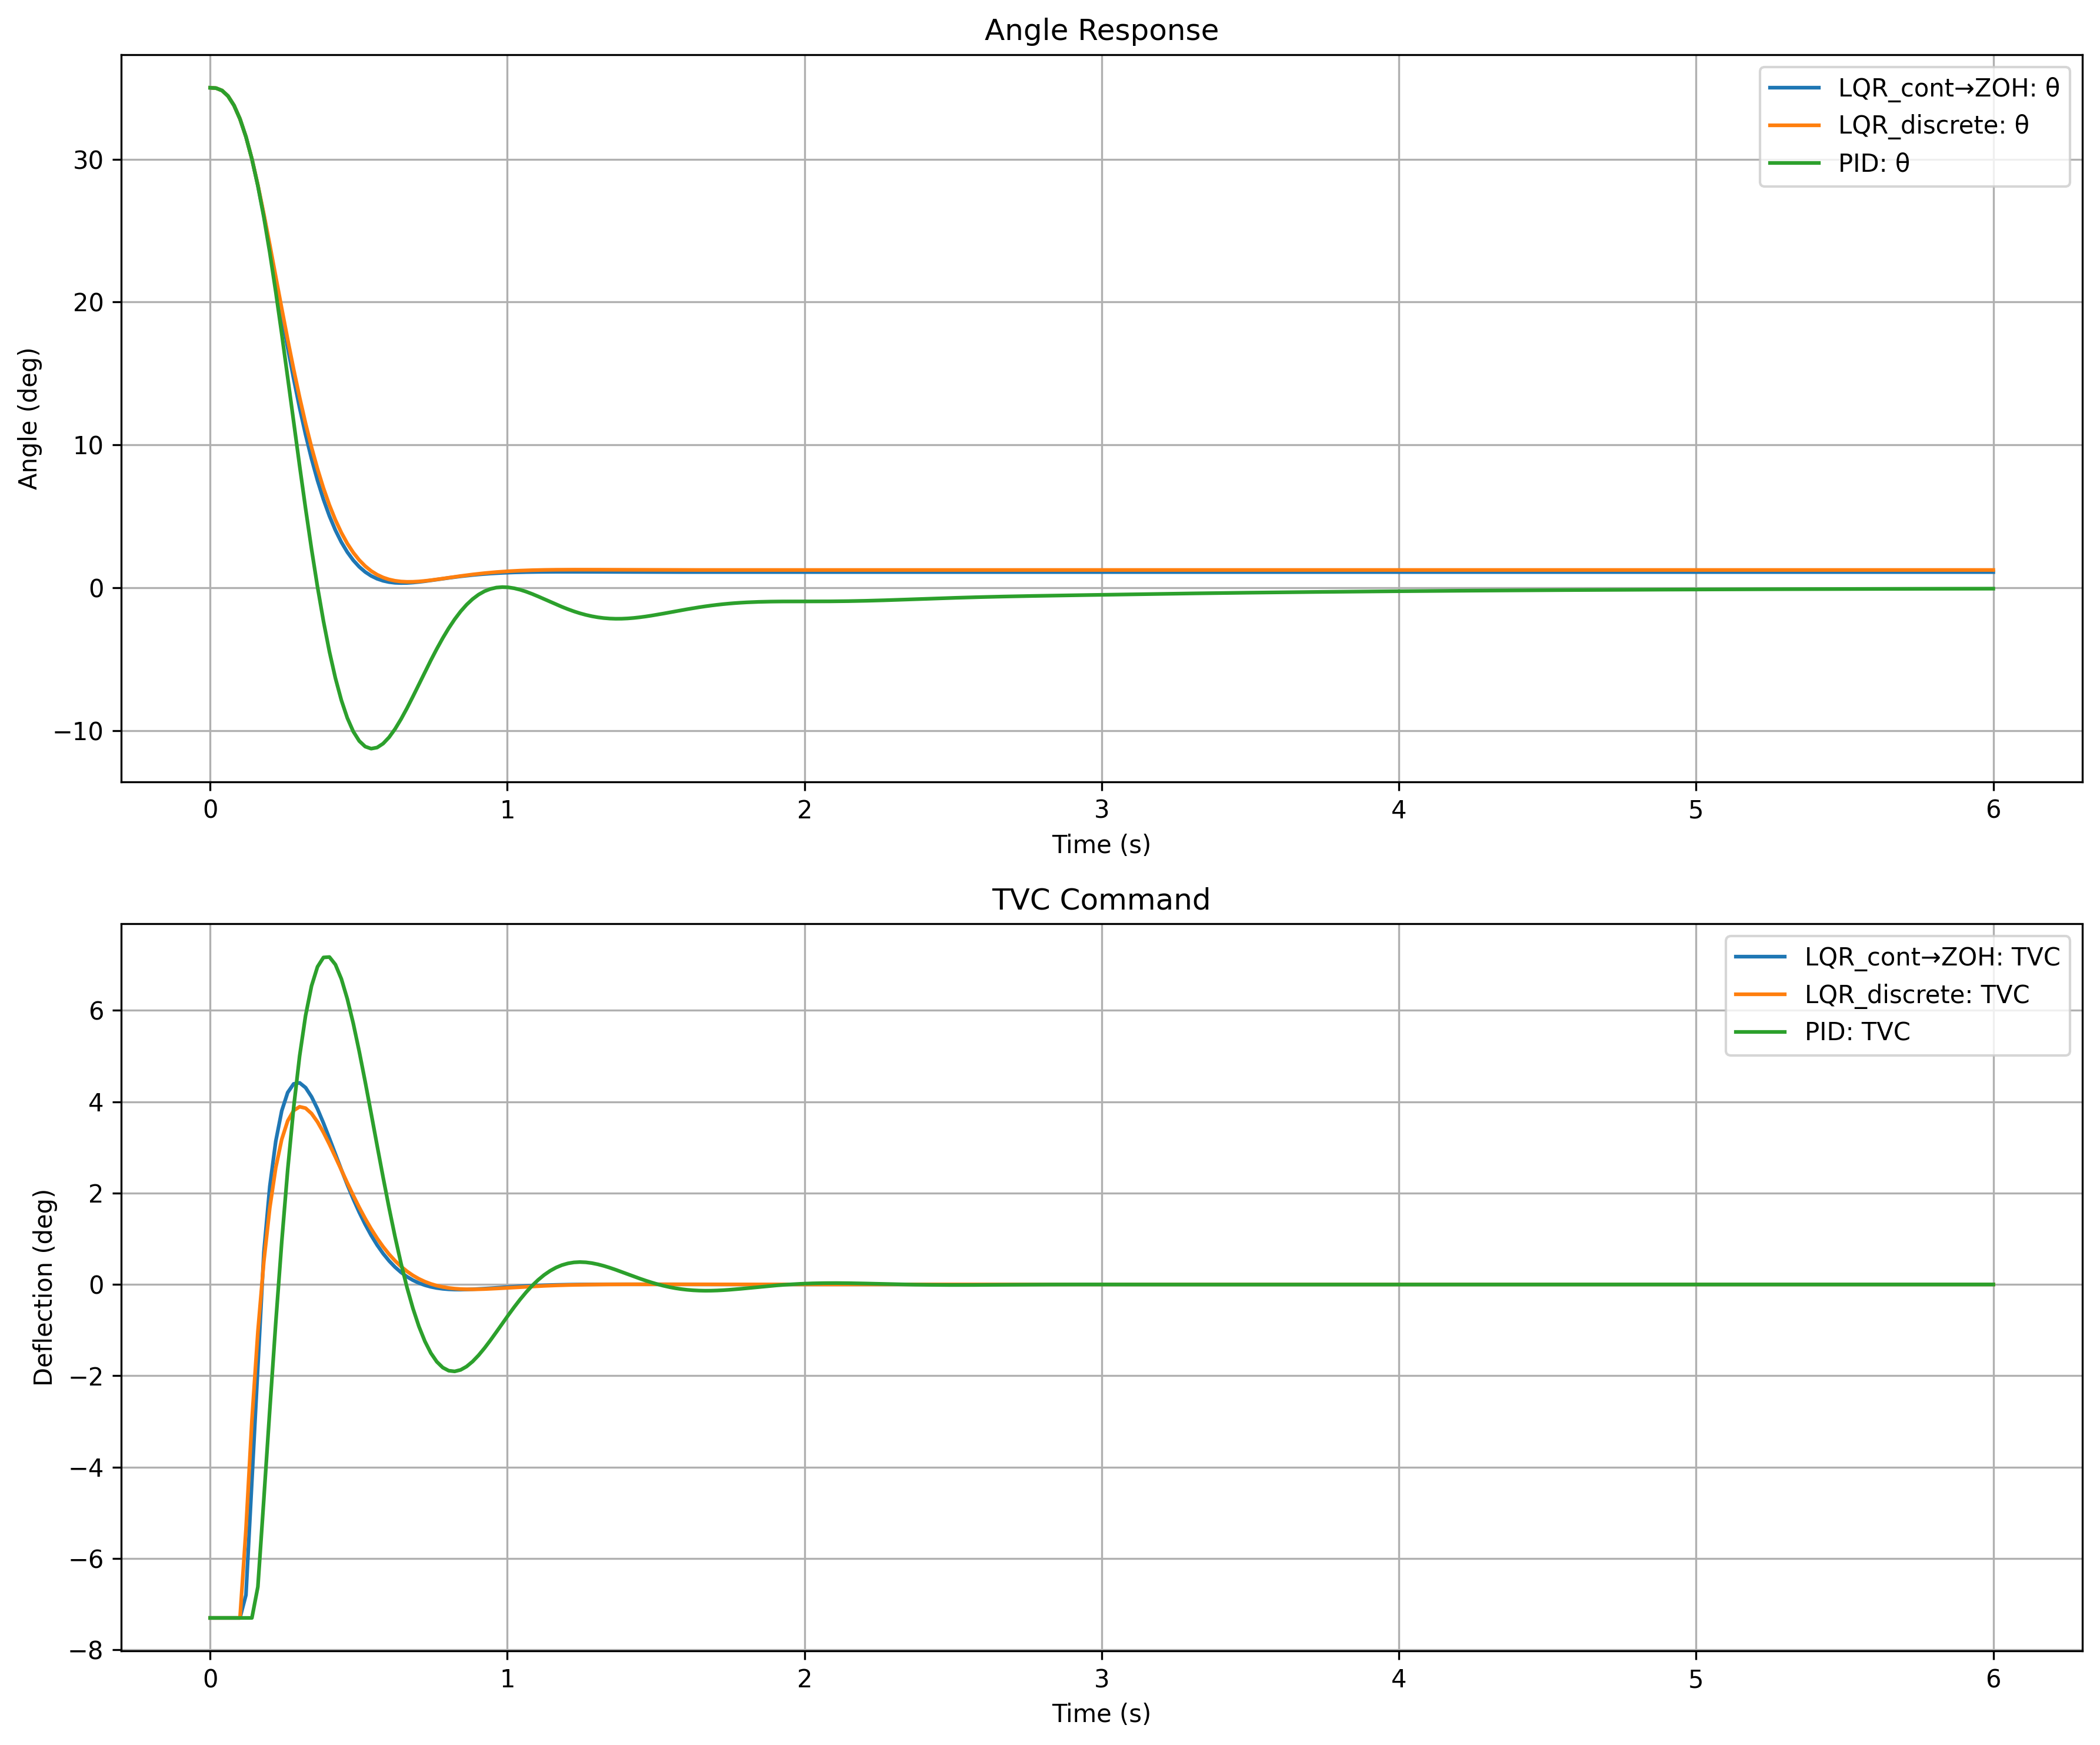 Angle Response
LQR_cont→ZOH: θ
LQR_discrete: θ
PID: θ
Angle (deg)
30
20
10
0
−10
0 1 2 3 4 5 6
Time (s)
TVC Command
LQR_cont→ZOH: TVC
LQR_discrete: TVC
PID: TVC
Deflection (deg)
6
4
2
0
−2
−4
−6
−8
0 1 2 3 4 5 6
Time (s)